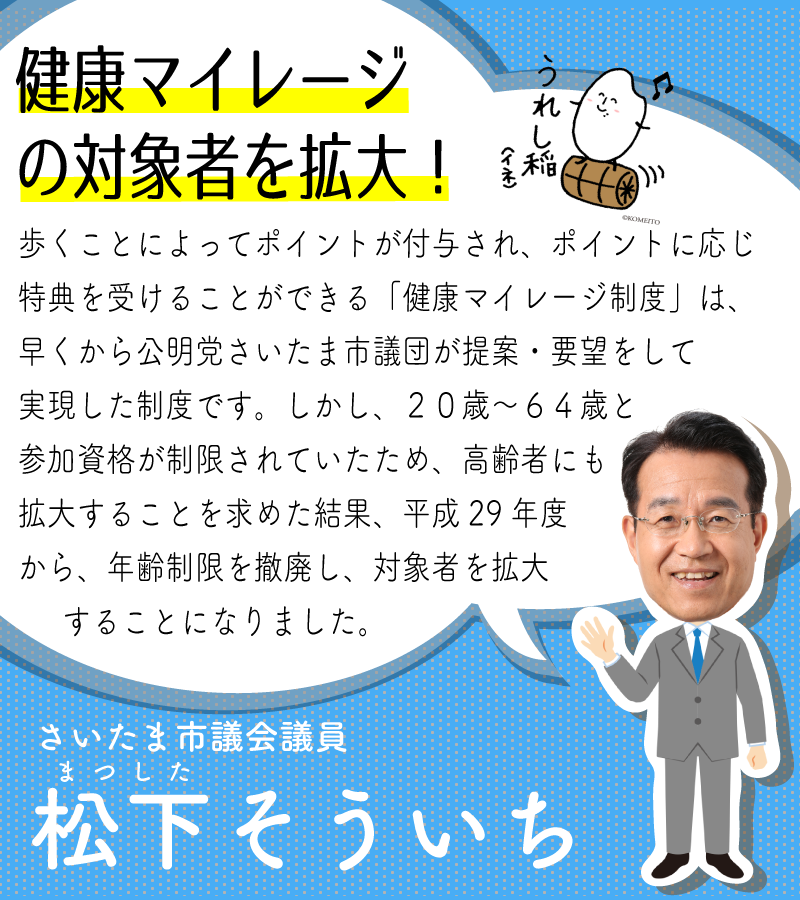 健康マイレージ
の対象者を拡大！
うれし稲
（イネ）
©KOMEITO
歩くことによってポイントが付与され、ポイントに応じ
特典を受けることができる「健康マイレージ制度」は、
早くから公明党さいたま市議団が提案・要望をして
実現した制度です。しかし、２０歳～６４歳と
参加資格が制限されていたため、高齢者にも
拡大することを求めた結果、平成29年度
から、年齢制限を撤廃し、対象者を拡大
することになりました。
さいたま市議会議員
まつした
松下そういち